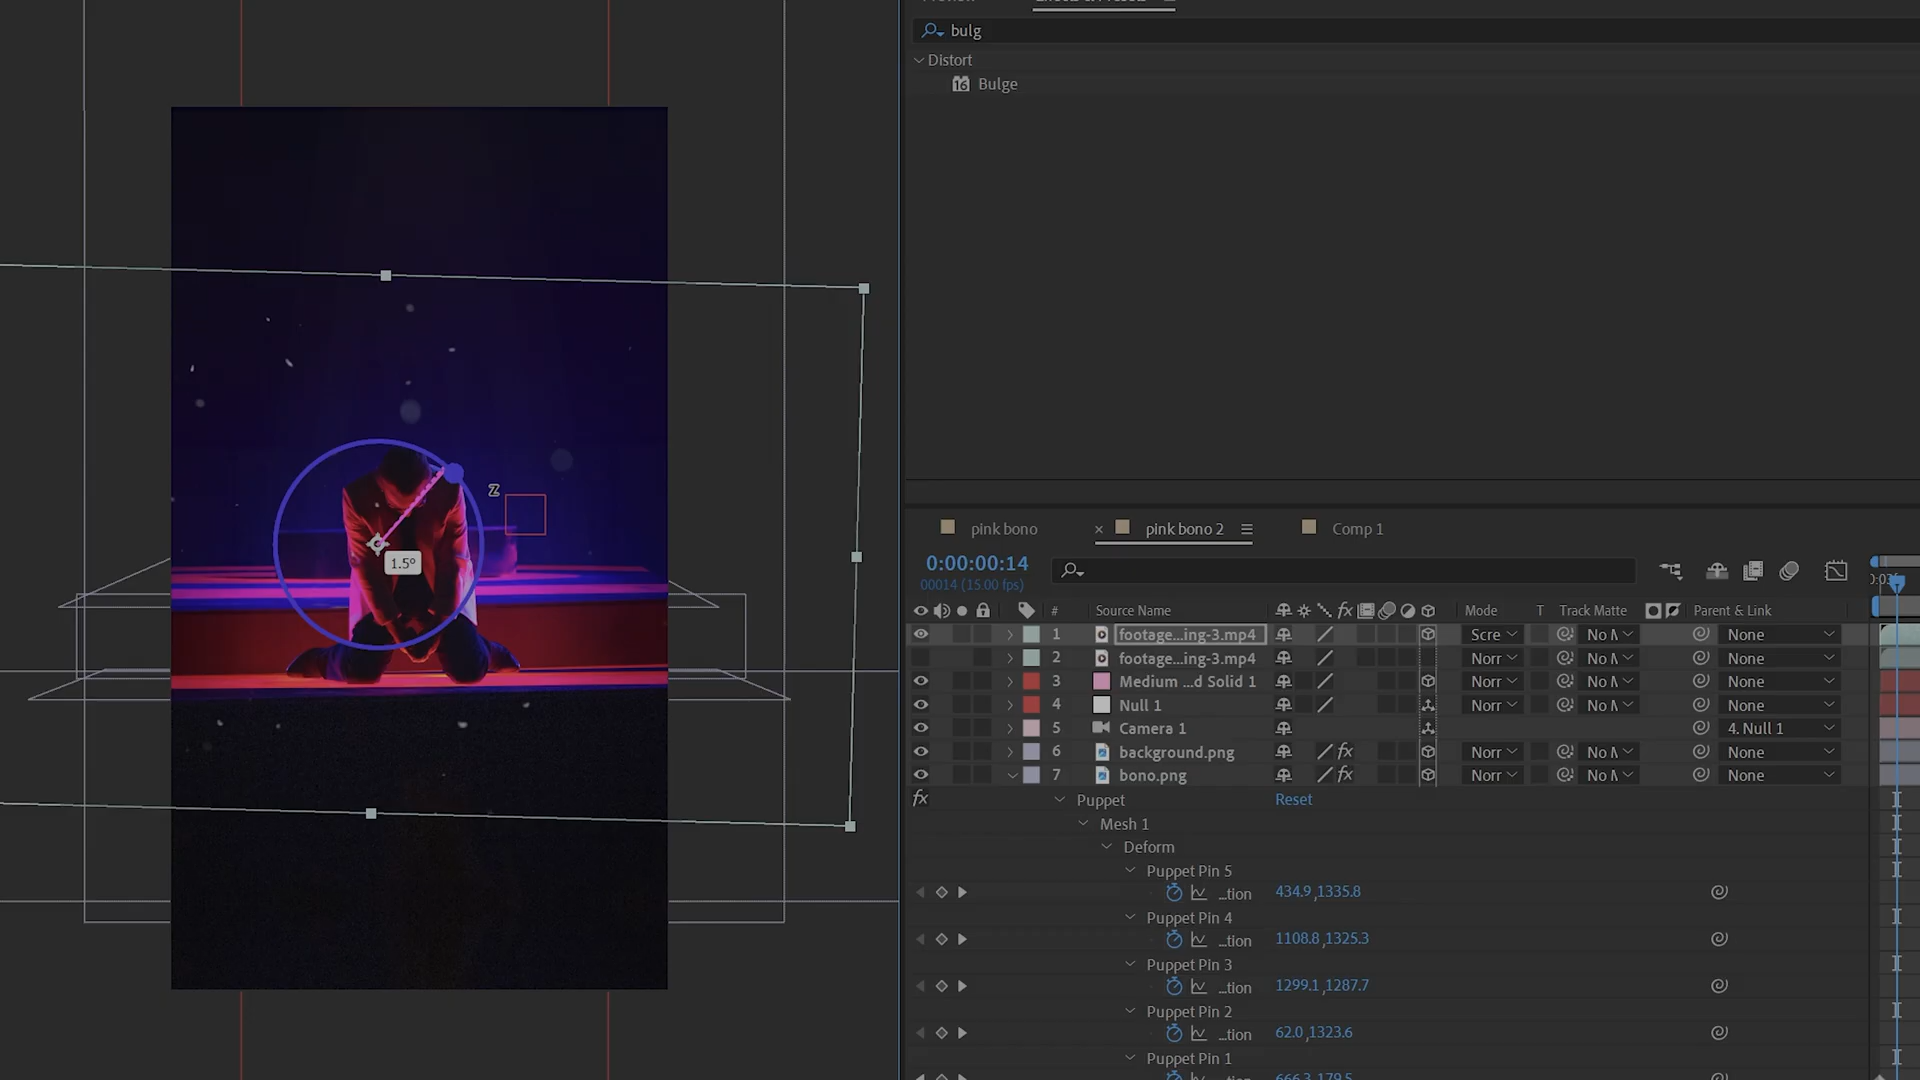 bulg
Distort
16 Bulge
Z
1.5°
pink bono
× pink bono 2
Comp 1
0:00:00:14
00014 (15.00 fps)
# Source Name fx Mode T Track Matte Parent & Link
1 footage...ing-3.mp4 Scre No M None
2 footage...ing-3.mp4 Norr No M None
3 Medium ...d Solid 1 Norr No M None
4 Null 1 Norr No M None
5 Camera 1 4. Null 1
6 background.png fx Norr No M None
7 bono.png fx Norr No M None
fx Puppet Reset
Mesh 1
Deform
Puppet Pin 5
...tion 434.9,1335.8
Puppet Pin 4
...tion 1108.8,1325.3
Puppet Pin 3
...tion 1299.1,1287.7
Puppet Pin 2
...tion 62.0,1323.6
Puppet Pin 1